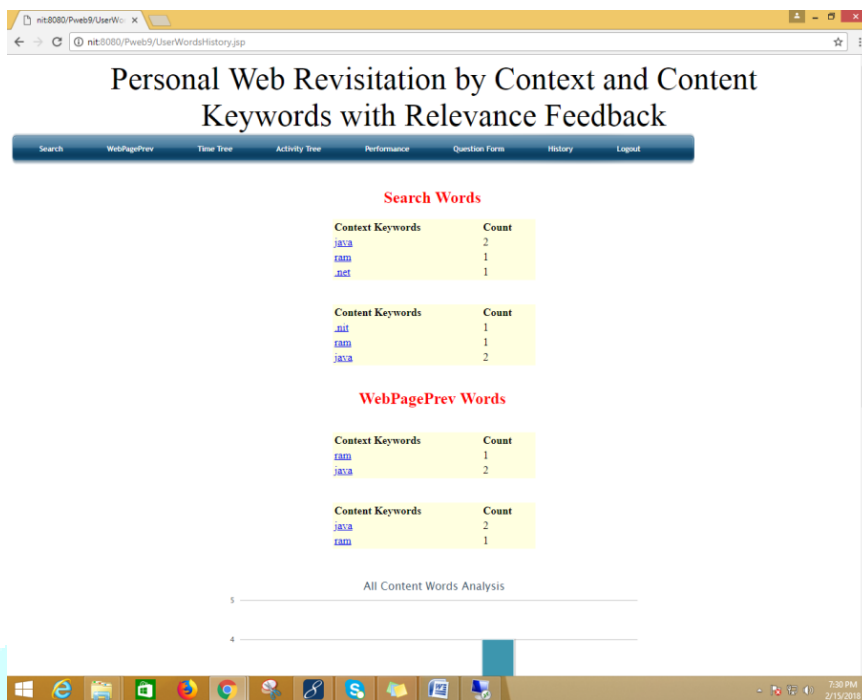 nit:8080/Pweb9/UserWo
nit:8080/Pweb9/UserWordsHistory.jsp
Personal Web Revisitation by Context and Content
Keywords with Relevance Feedback
Search WebPagePrev Time Tree Activity Tree Performance Question Form History Logout
Search Words
Context Keywords Count
java 2
ram 1
.net 1
Content Keywords Count
.nit 1
ram 1
java 2
WebPagePrev Words
Context Keywords Count
ram 1
java 2
Content Keywords Count
java 2
ram 1
All Content Words Analysis
5
4
7:30 PM
2/15/2018